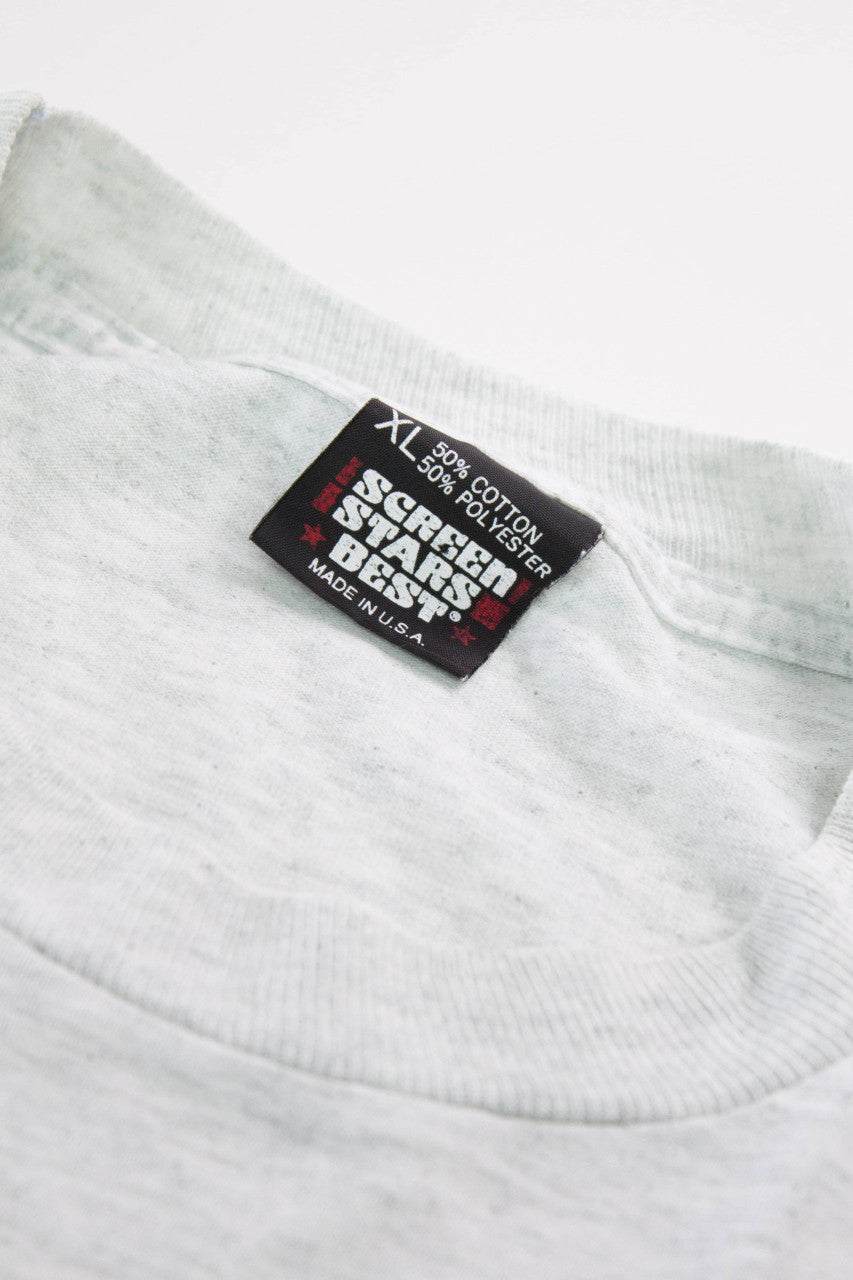 XL
50% COTTON
50% POLYESTER
SCREEN
STARS
BEST®
MADE IN U.S.A.